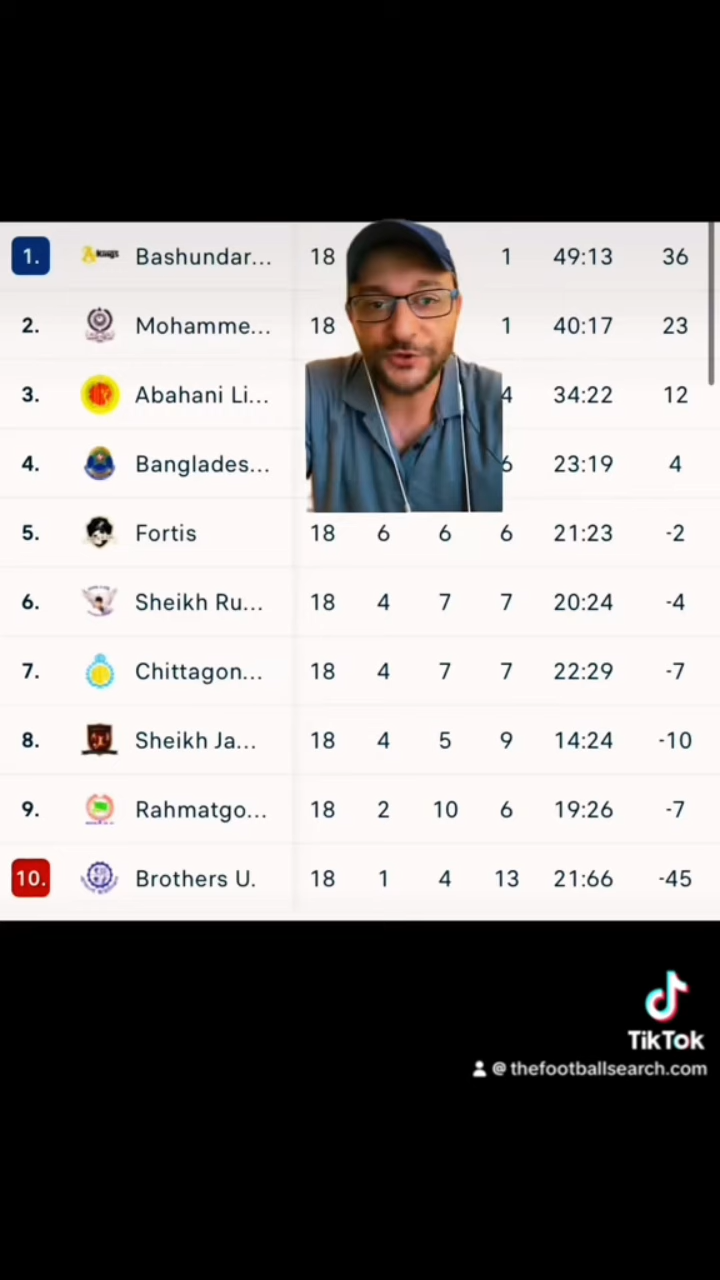 1. Kings Bashundar... 18 1 49:13 36
2. Mohamme... 18 1 40:17 23
3. Abahani Li... 4 34:22 12
4. Banglades... 6 23:19 4
5. Fortis 18 6 6 6 21:23 -2
6. Sheikh Ru... 18 4 7 7 20:24 -4
7. Chittagon... 18 4 7 7 22:29 -7
8. Sheikh Ja... 18 4 5 9 14:24 -10
9. Rahmatgo... 18 2 10 6 19:26 -7
10. Brothers U. 18 1 4 13 21:66 -45
TikTok
@ thefootballsearch.com